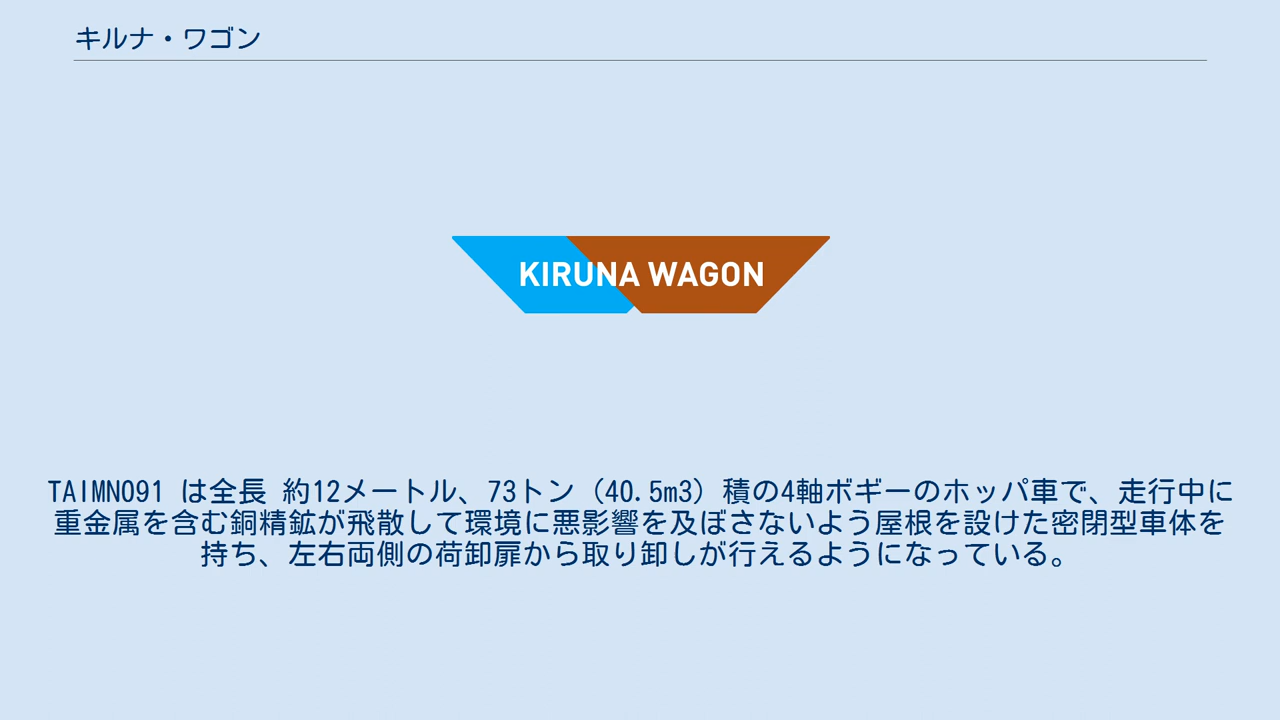 キルナ・ワゴン
KIRUNA WAGON
TAIMN091 は全長 約12メートル、73トン（40.5m3）積の4軸ボギーのホッパ車で、走行中に
重金属を含む銅精鉱が飛散して環境に悪影響を及ぼさないよう屋根を設けた密閉型車体を
持ち、左右両側の荷卸扉から取り卸しが行えるようになっている。